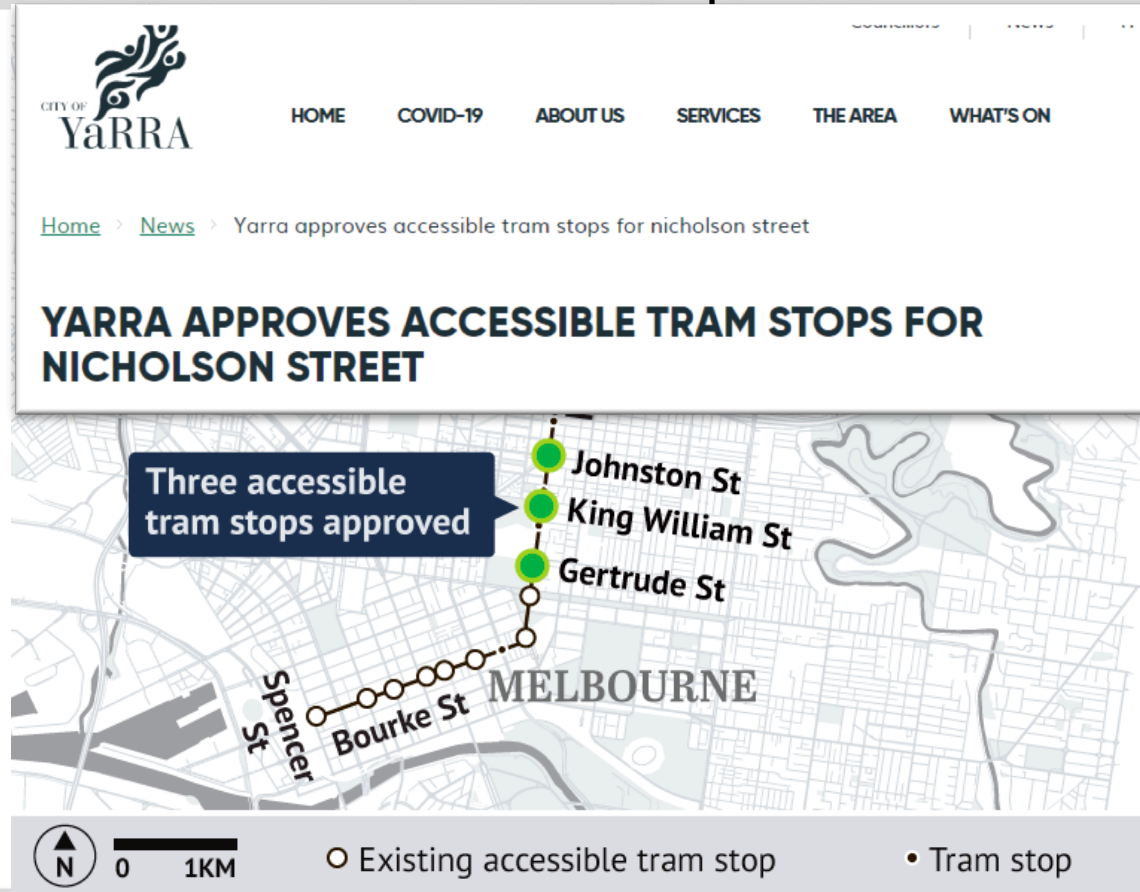 CITY OF
YaRRA
HOME COVID-19 ABOUT US SERVICES THE AREA WHAT'S ON
Home > News > Yarra approves accessible tram stops for nicholson street
YARRA APPROVES ACCESSIBLE TRAM STOPS FOR
NICHOLSON STREET
Three accessible
tram stops approved
Johnston St
King William St
Gertrude St
MELBOURNE
Spencer
St
Bourke St
N 0 1KM
Existing accessible tram stop
Tram stop